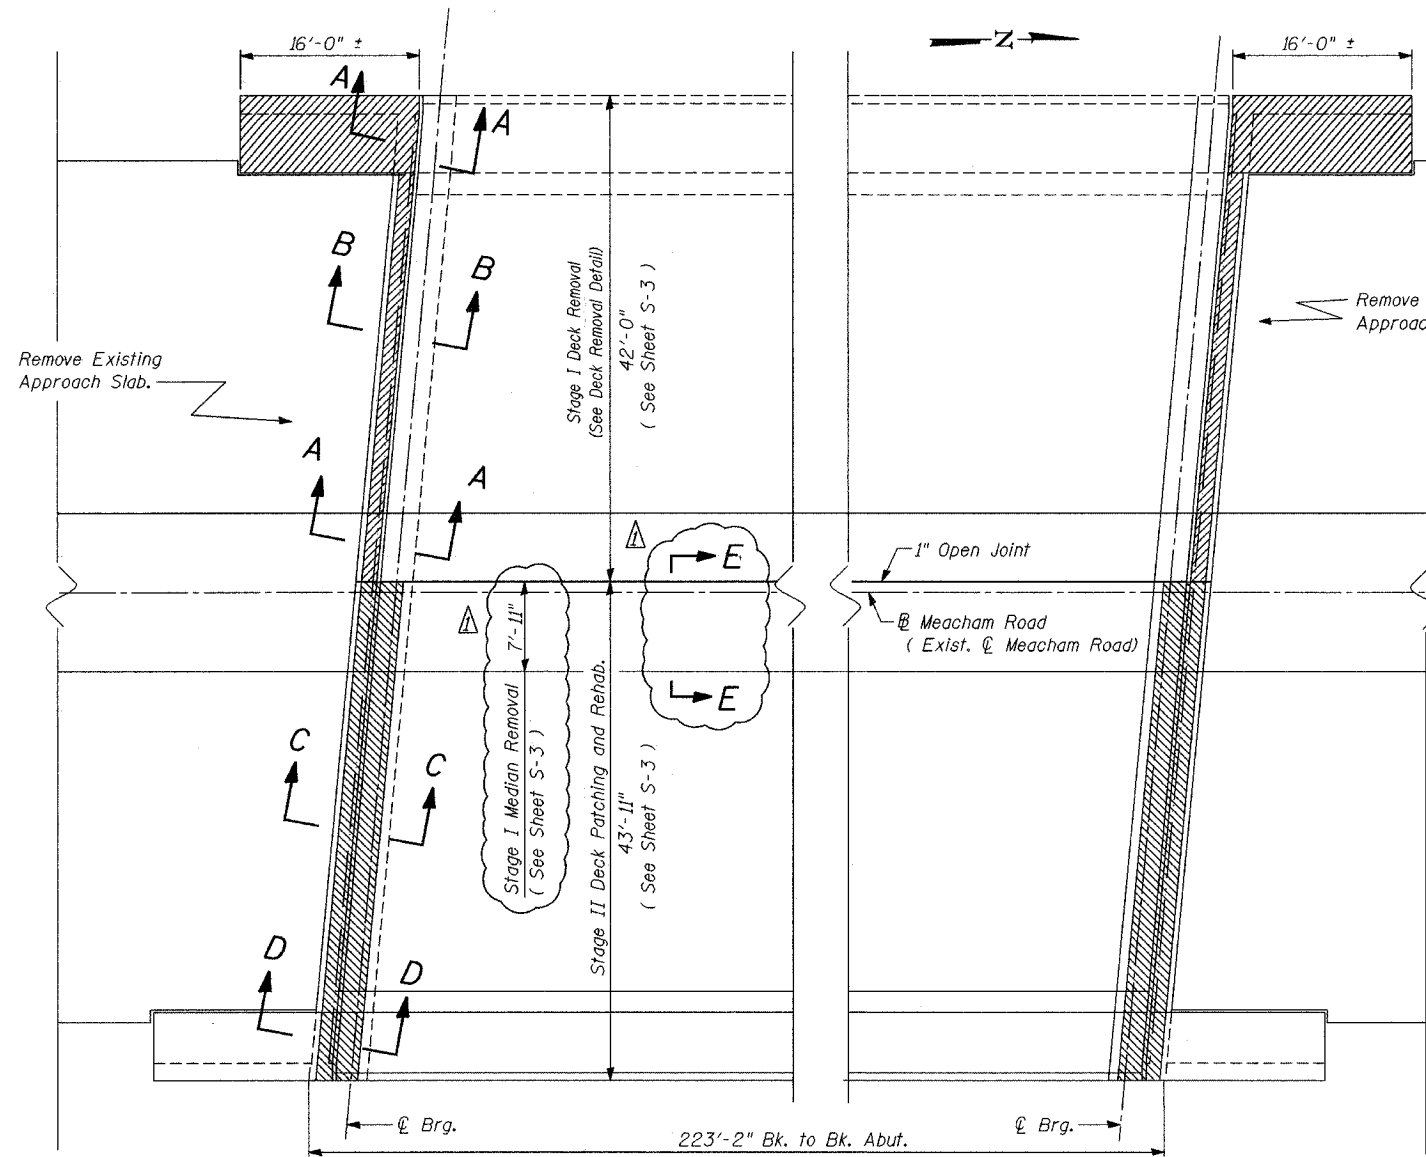 16'-0" ±
N
16'-0" ±
A
A
B
B
Stage I Deck Removal
(See Deck Removal Detail)
42'-0"
( See Sheet S-3 )
Remove
Approac
Remove Existing
Approach Slab.
A
A
1
E
1" Open Joint
1
℄ Meacham Road
( Exist. ℄ Meacham Road)
E
7'-11"
Stage I Median Removal
( See Sheet S-3 )
Stage II Deck Patching and Rehab.
43'-11"
( See Sheet S-3 )
C
C
D
D
℄ Brg.
℄ Brg.
223'-2" Bk. to Bk. Abut.